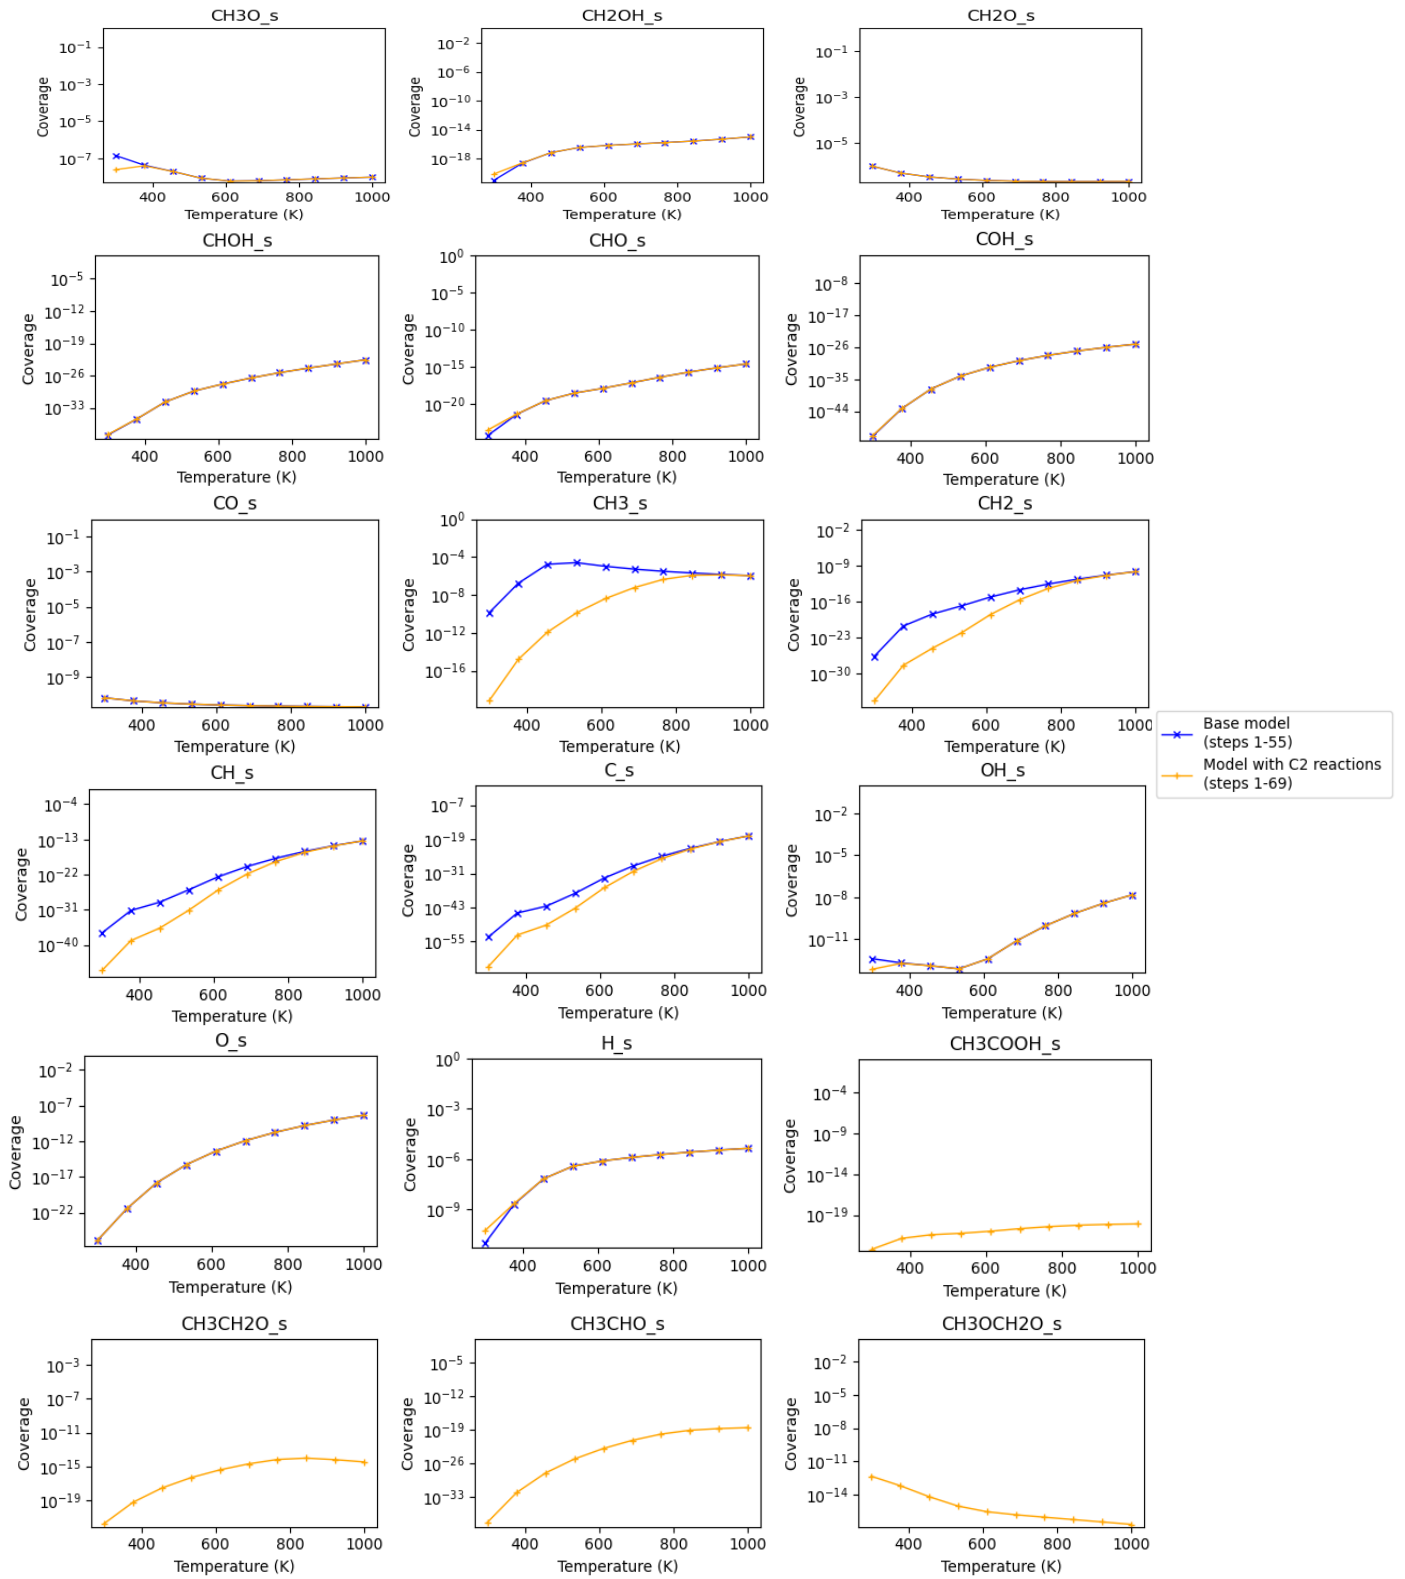 CH3O_s
CH2OH_s
CH2O_s
10⁻¹
10⁻³
10⁻⁵
10⁻⁷
Coverage
400
600
800
1000
Temperature (K)
10⁻²
10⁻⁶
10⁻¹⁰
10⁻¹⁴
10⁻¹⁸
Coverage
400
600
800
1000
Temperature (K)
10⁻¹
10⁻³
10⁻⁵
Coverage
400
600
800
1000
Temperature (K)
CHOH_s
CHO_s
COH_s
10⁻⁵
10⁻¹²
10⁻¹⁹
10⁻²⁶
10⁻³³
Coverage
400
600
800
1000
Temperature (K)
10⁰
10⁻⁵
10⁻¹⁰
10⁻¹⁵
10⁻²⁰
Coverage
400
600
800
1000
Temperature (K)
10⁻⁸
10⁻¹⁷
10⁻²⁶
10⁻³⁵
10⁻⁴⁴
Coverage
400
600
800
1000
Temperature (K)
CO_s
CH3_s
CH2_s
10⁻¹
10⁻³
10⁻⁵
10⁻⁷
10⁻⁹
Coverage
400
600
800
1000
Temperature (K)
10⁰
10⁻⁴
10⁻⁸
10⁻¹²
10⁻¹⁶
Coverage
400
600
800
1000
Temperature (K)
10⁻²
10⁻⁹
10⁻¹⁶
10⁻²³
10⁻³⁰
Coverage
400
600
800
1000
Temperature (K)
Base model
(steps 1-55)
Model with C2 reactions
(steps 1-69)
CH_s
C_s
OH_s
10⁻⁴
10⁻¹³
10⁻²²
10⁻³¹
10⁻⁴⁰
Coverage
400
600
800
1000
Temperature (K)
10⁻⁷
10⁻¹⁹
10⁻³¹
10⁻⁴³
10⁻⁵⁵
Coverage
400
600
800
1000
Temperature (K)
10⁻²
10⁻⁵
10⁻⁸
10⁻¹¹
Coverage
400
600
800
1000
Temperature (K)
O_s
H_s
CH3COOH_s
10⁻²
10⁻⁷
10⁻¹²
10⁻¹⁷
10⁻²²
Coverage
400
600
800
1000
Temperature (K)
10⁰
10⁻³
10⁻⁶
10⁻⁹
Coverage
400
600
800
1000
Temperature (K)
10⁻⁴
10⁻⁹
10⁻¹⁴
10⁻¹⁹
Coverage
400
600
800
1000
Temperature (K)
CH3CH2O_s
CH3CHO_s
CH3OCH2O_s
10⁻³
10⁻⁷
10⁻¹¹
10⁻¹⁵
10⁻¹⁹
Coverage
400
600
800
1000
Temperature (K)
10⁻⁵
10⁻¹²
10⁻¹⁹
10⁻²⁶
10⁻³³
Coverage
400
600
800
1000
Temperature (K)
10⁻²
10⁻⁵
10⁻⁸
10⁻¹¹
10⁻¹⁴
Coverage
400
600
800
1000
Temperature (K)